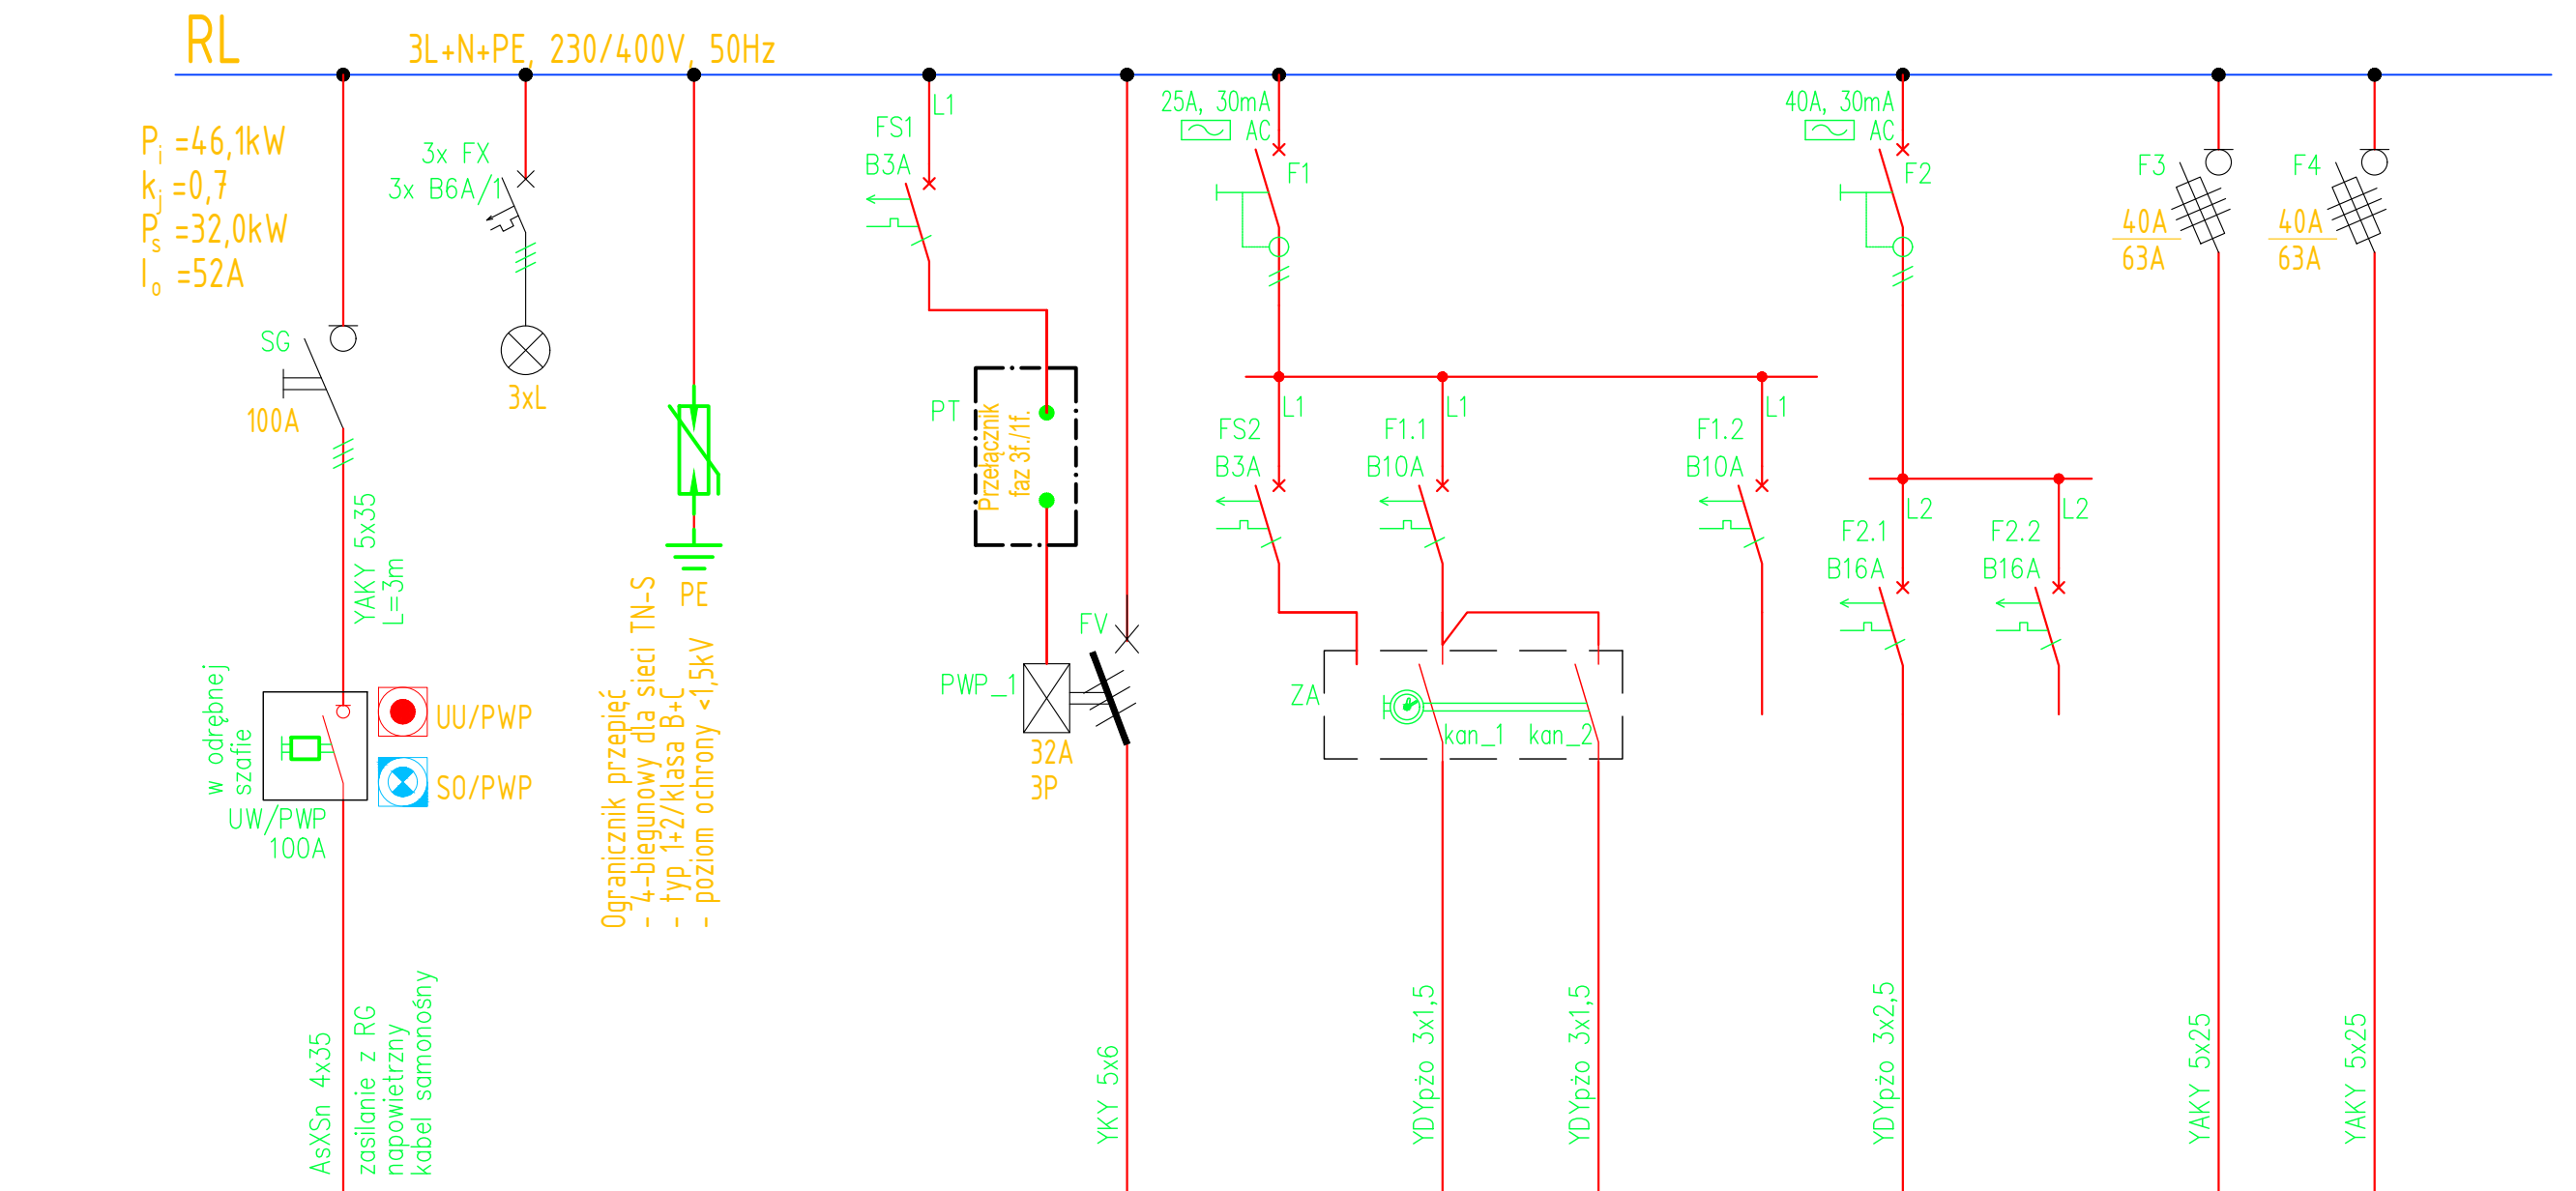 RL
3L+N+PE, 230/400V, 50Hz
Pi =46,1kW
kj =0,7
Ps =32,0kW
Io =52A
SG
100A
YAKY 5x35
L=3m
w odrębnej
szafie
UU/PWP
SO/PWP
UW/PWP
100A
AsXSn 4x35
zasilanie z RG
napowietrzny
kabel samonośny
3x FX
3x B6A/1
3xL
PE
Ogranicznik przepięć
- 4-biegunowy dla sieci TN-S
- typ 1+2/klasa B+C
- poziom ochrony <1,5kV
L1
FS1
B3A
PT
Przełącznik
faz 3f./1f.
FV
PWP_1
32A
3P
YKY 5x6
25A, 30mA
AC
F1
L1
FS2
B3A
L1
F1.1
B10A
L1
F1.2
B10A
ZA
kan_1
kan_2
YDYpżo 3x1,5
YDYpżo 3x1,5
40A, 30mA
AC
F2
L2
F2.1
B16A
L2
F2.2
B16A
YDYpżo 3x2,5
F3
40A
63A
YAKY 5x25
F4
40A
63A
YAKY 5x25